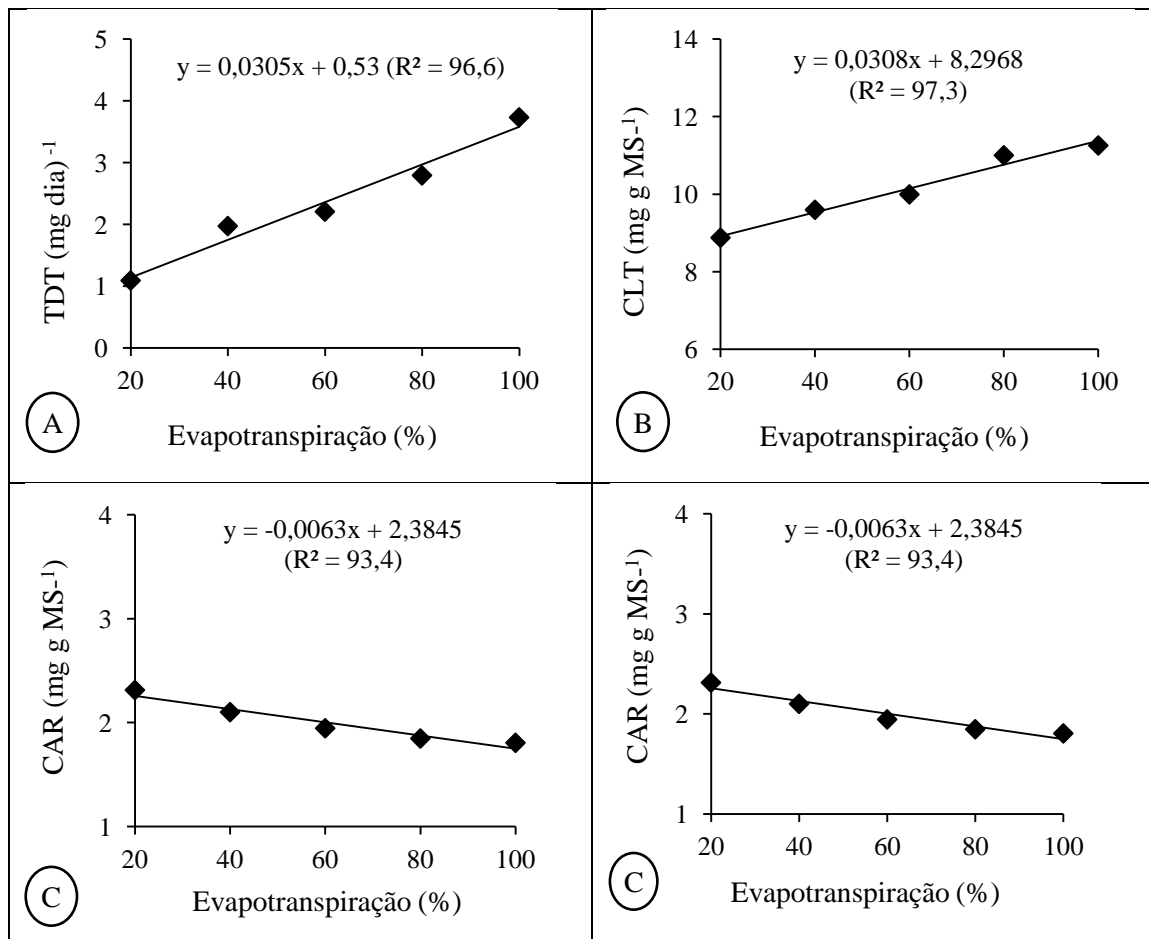 y = 0,0305x + 0,53 (R² = 96,6)
TDT (mg dia) -1
5
4
3
2
1
0
20 40 60 80 100
Evapotranspiração (%)
A
y = 0,0308x + 8,2968
(R² = 97,3)
CLT (mg g MS-1)
14
12
10
8
6
20 40 60 80 100
Evapotranspiração (%)
B
y = -0,0063x + 2,3845
(R² = 93,4)
CAR (mg g MS-1)
4
3
2
1
20 40 60 80 100
Evapotranspiração (%)
C
y = -0,0063x + 2,3845
(R² = 93,4)
CAR (mg g MS-1)
4
3
2
1
20 40 60 80 100
Evapotranspiração (%)
C